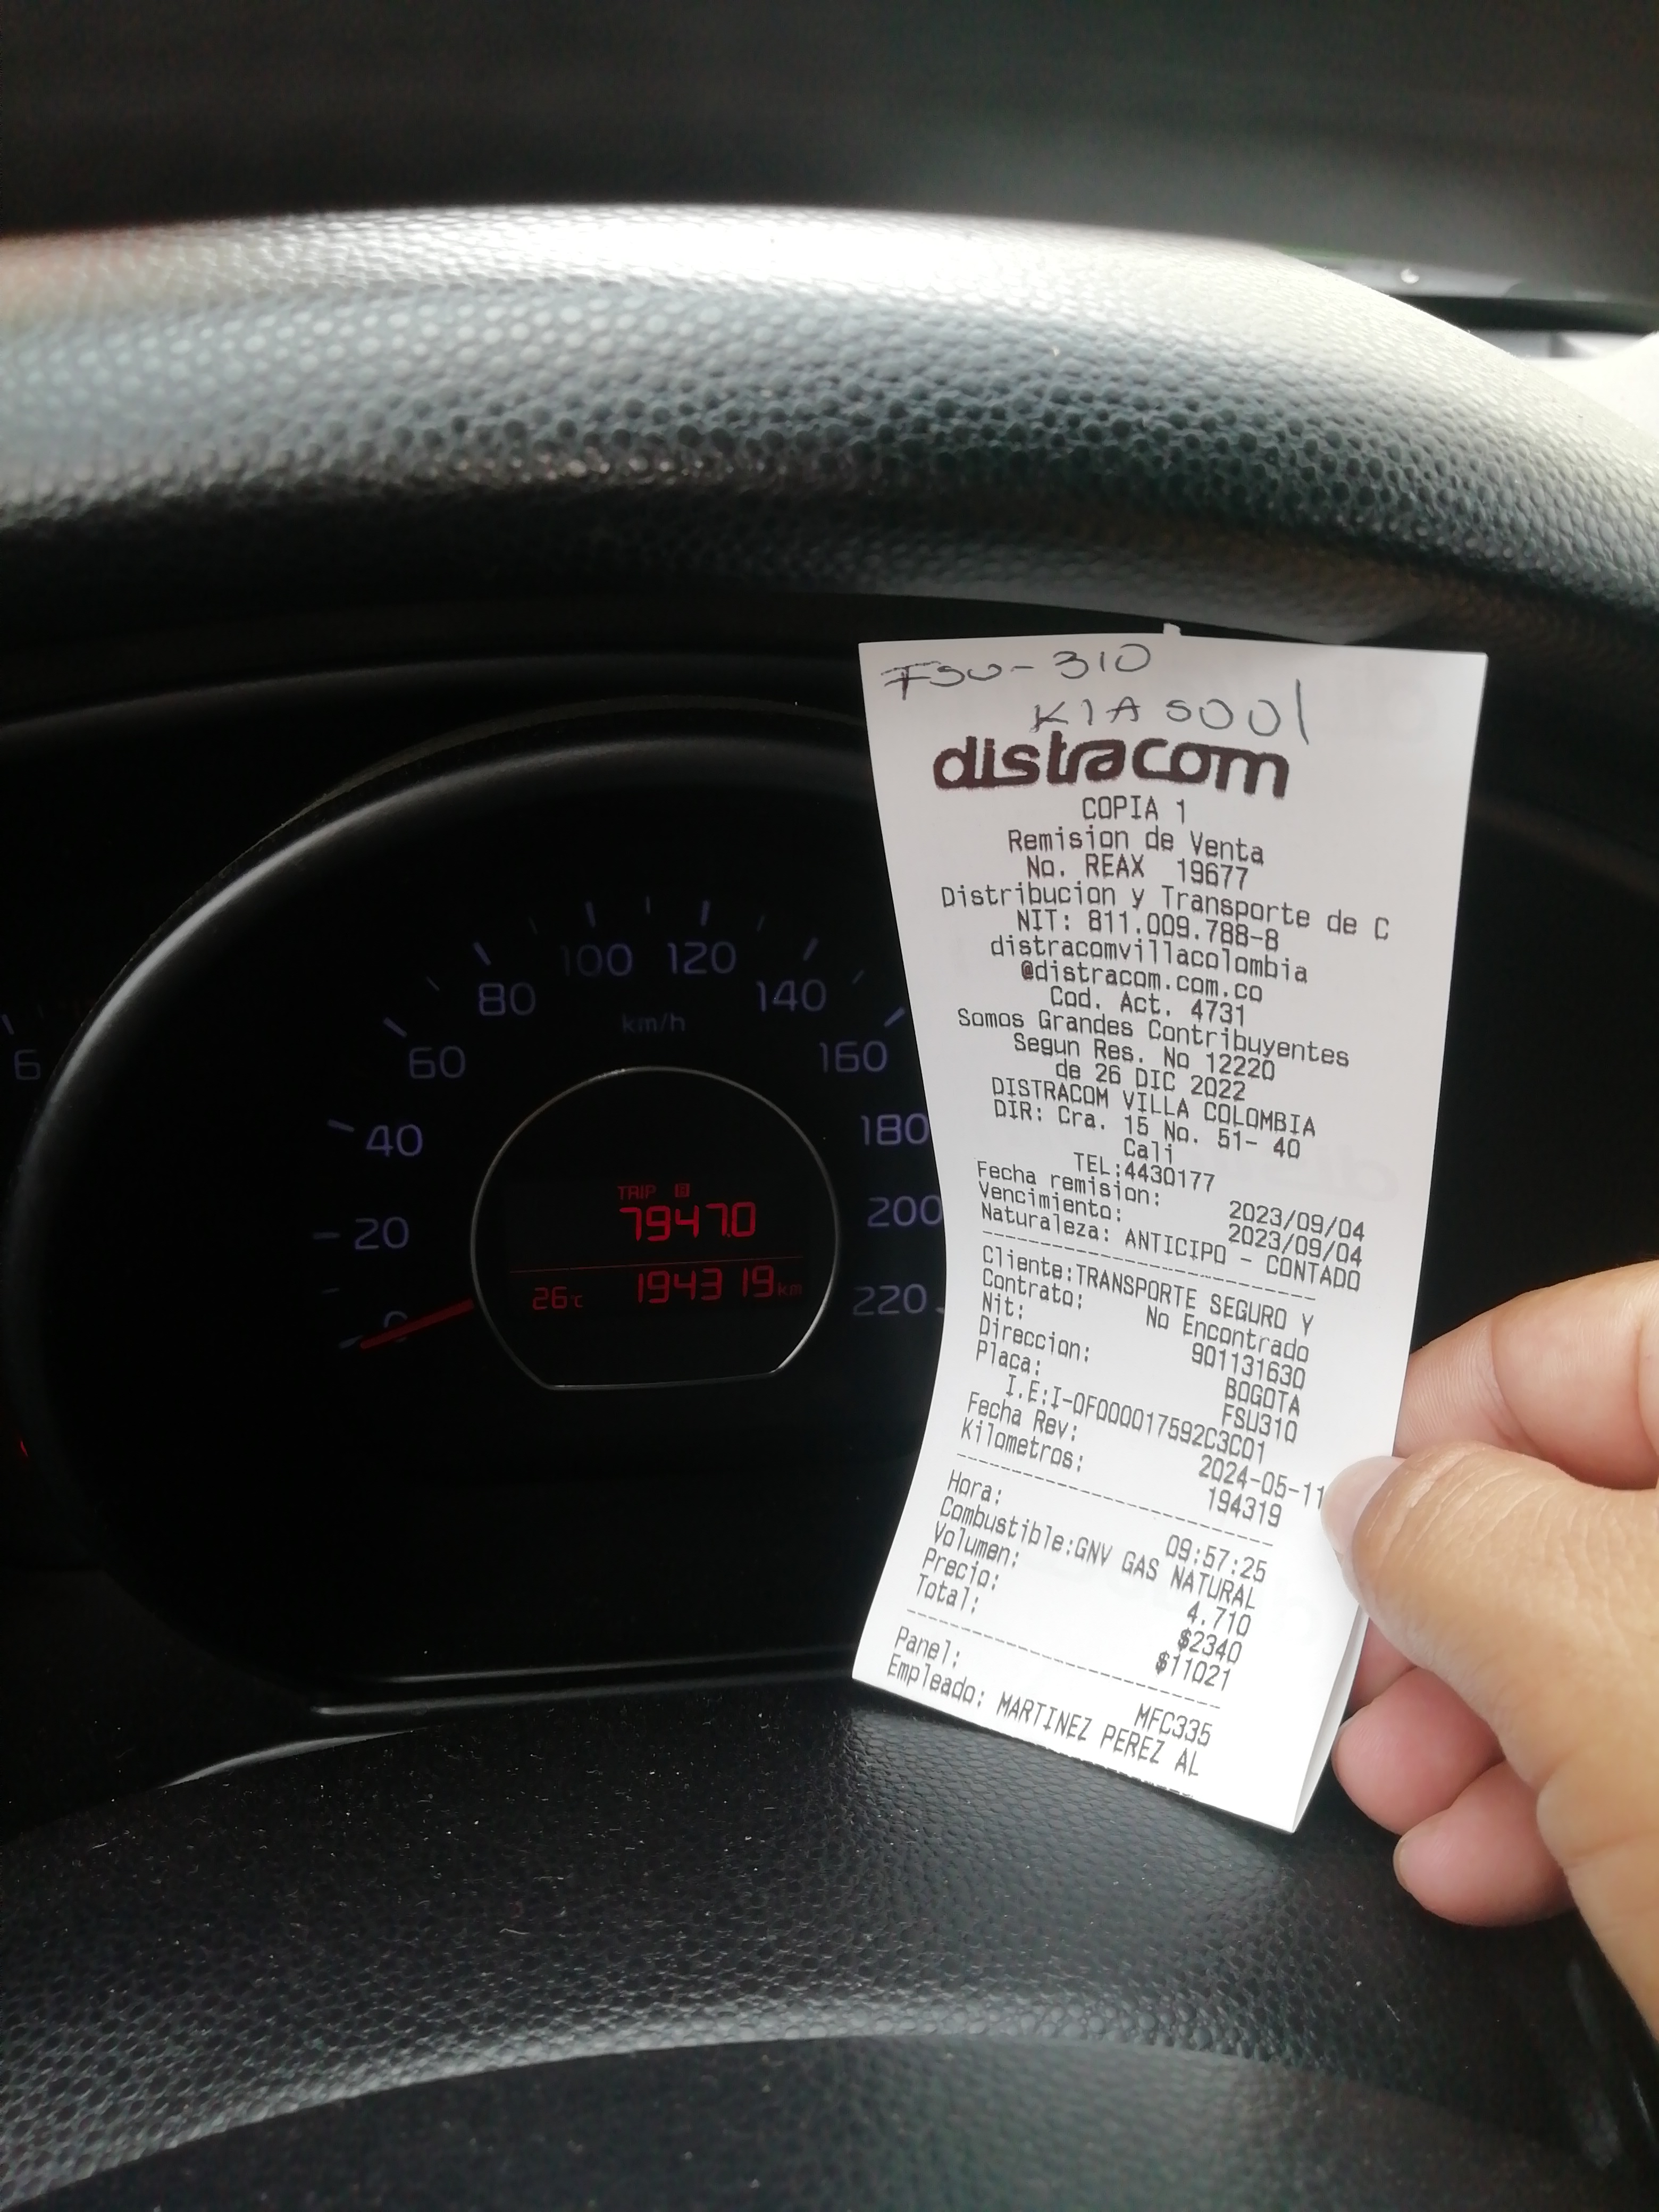 6
0
20
40
60
80
100
120
140
160
180
200
220
km/h
TRIP B
7947.0
26°C 194319 km
FSU-310
KIA SOUl
distracom
COPIA 1
Remision de Venta
No. REAX 19677
Distribucion y Transporte de C
NIT: 811.009.788-8
distracomvillacolombia
@distracom.com.co
Cod. Act. 4731
Somos Grandes Contribuyentes
Segun Res. No 12220
de 26 DIC 2022
DISTRACOM VILLA COLOMBIA
DIR: Cra. 15 No. 51- 40
Cali
TEL:4430177
Fecha remision: 2023/09/04
Vencimiento: 2023/09/04
Naturaleza: ANTICIPO - CONTADO
Cliente:TRANSPORTE SEGURO Y
Contrato: No Encontrado
Nit: 901131630
Direccion: BOGOTA
Placa: FSU310
I.E:I-0F000017592C3C01
Fecha Rev: 2024-05-11
Kilometros: 194319
Hora: 09:57:25
Combustible:GNV GAS NATURAL
Volumen: 4.710
Precio: $2340
Total: $11021
Panel: MFC335
Empleado: MARTINEZ PEREZ AL